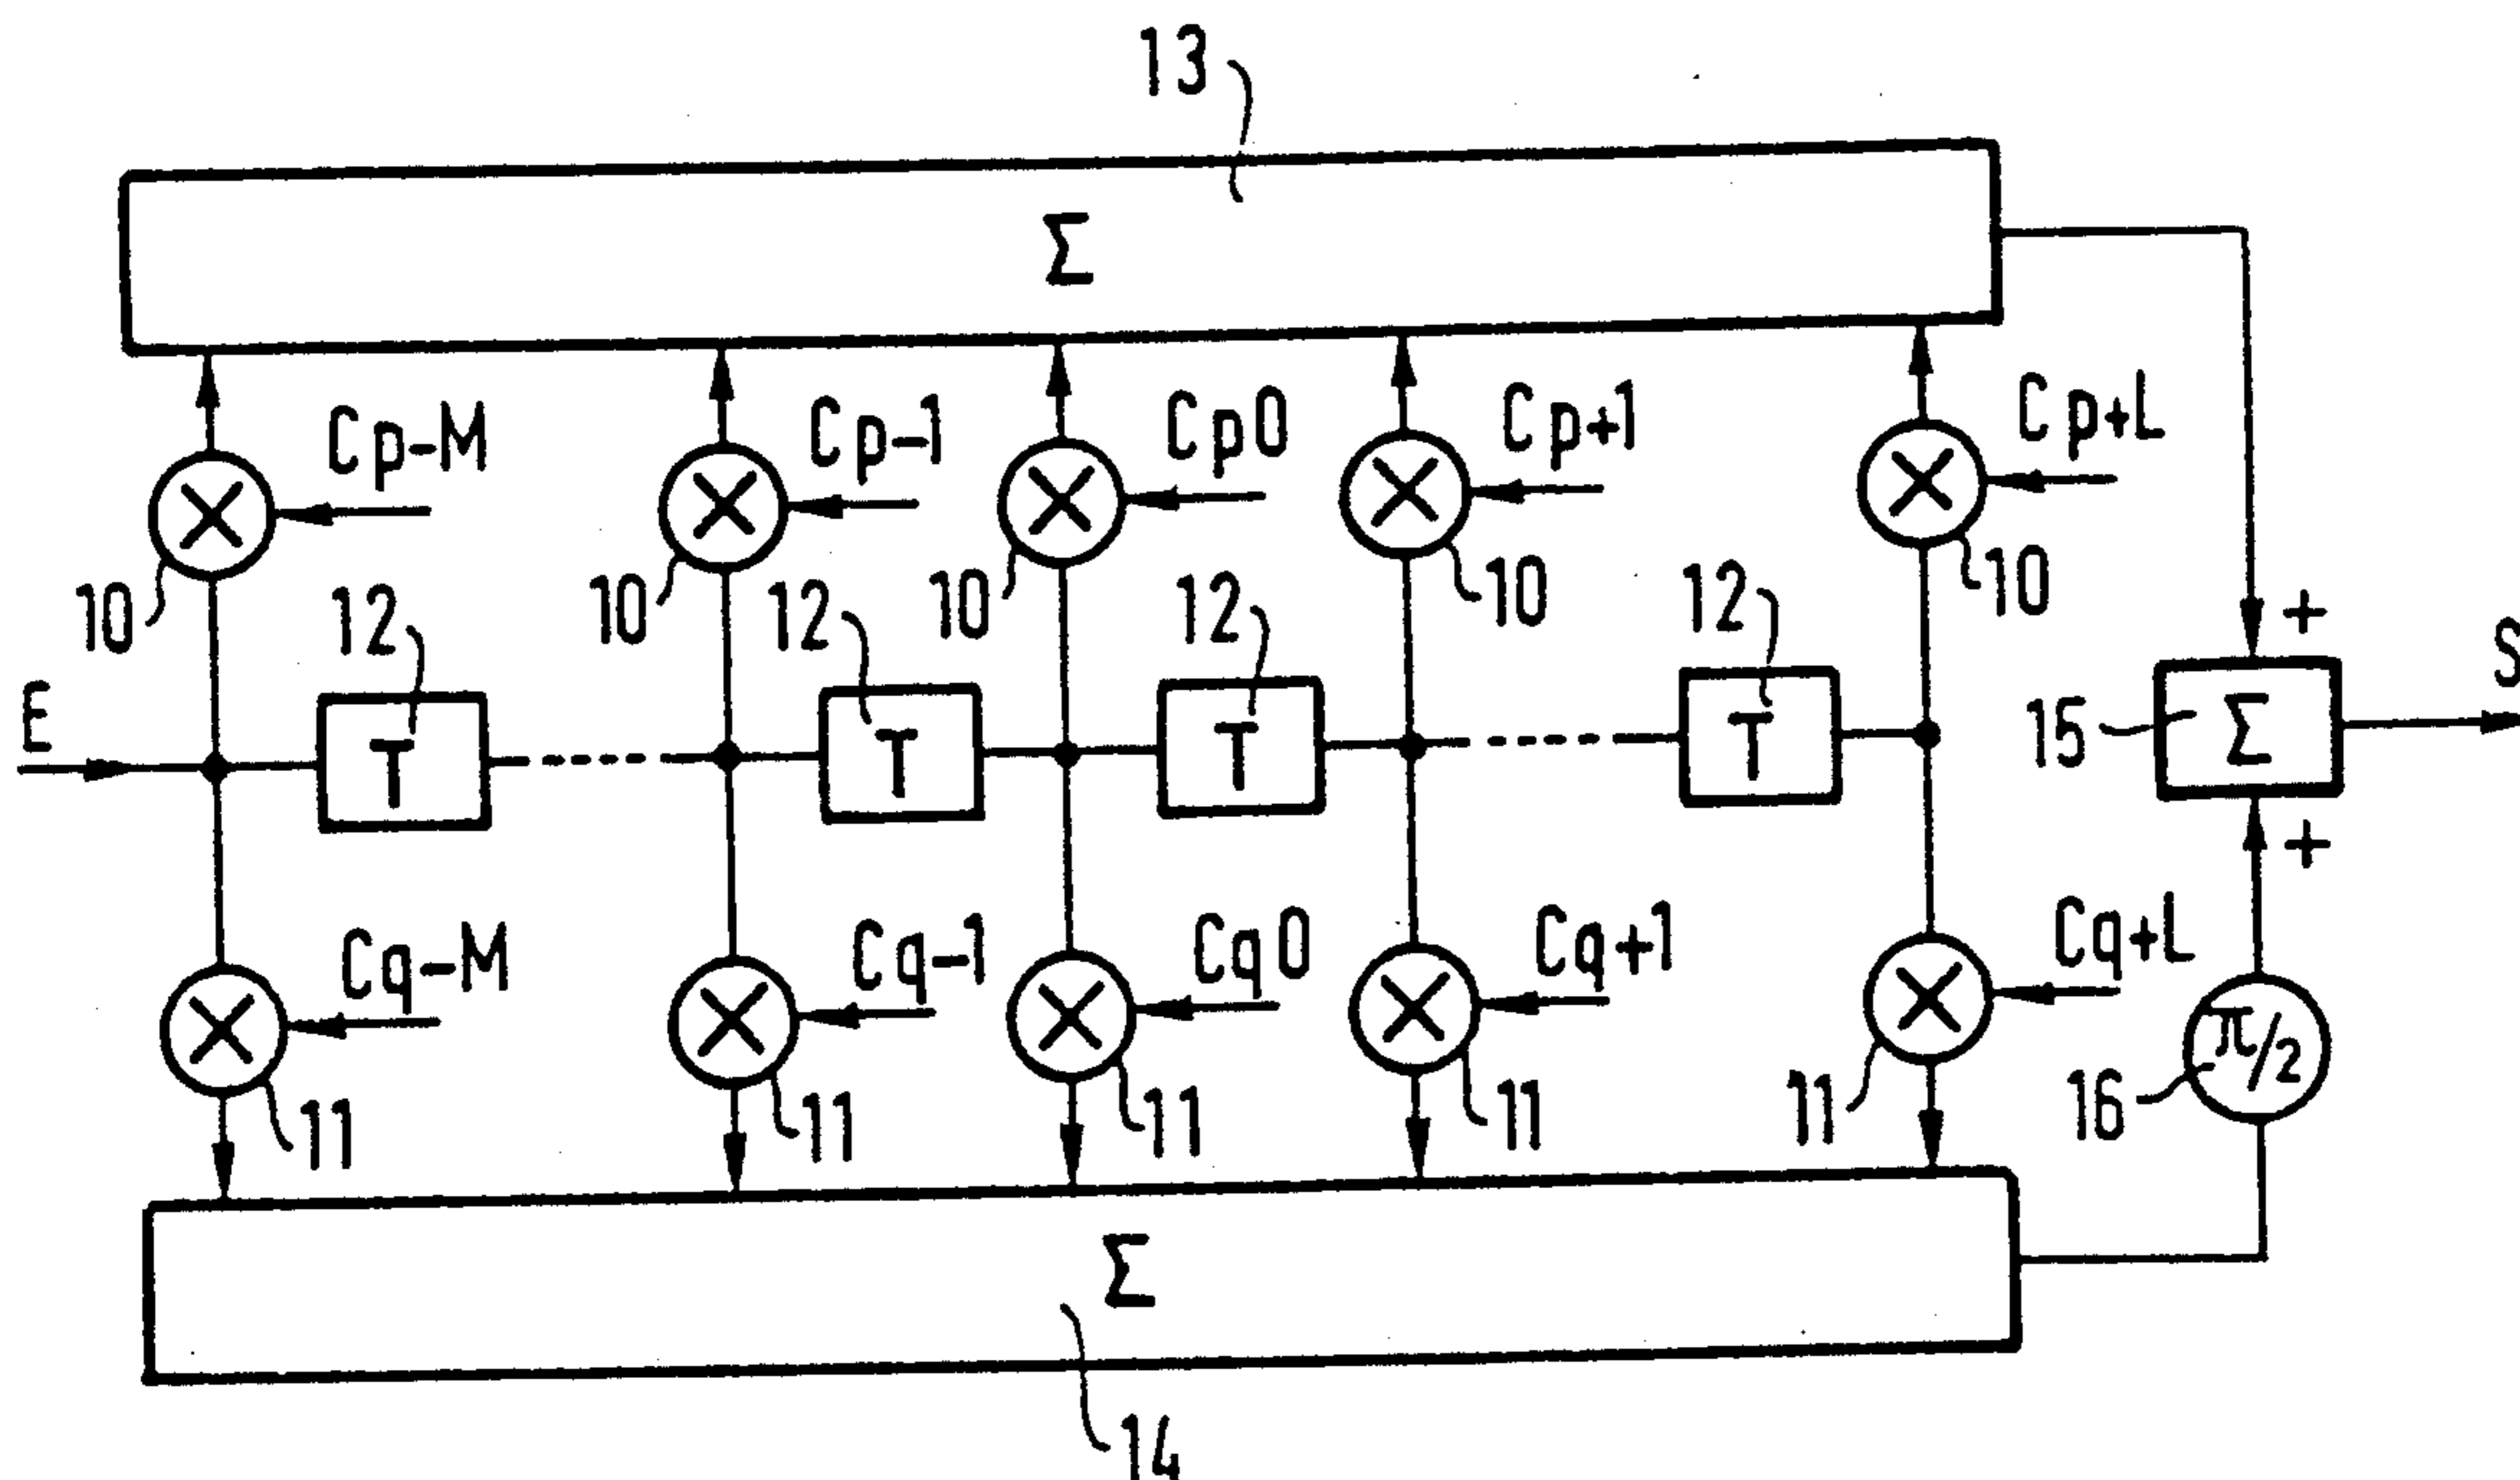 13
Σ
Cp-M Cp-1 Cp0 Cp+1 Cp+L
× × × × ×
10 10 10 10 10
12 12 12 12
+
E T T T T 15 Σ S
+
Cq-M Cq-1 Cq0 Cq+1 Cq+L
× × × × × π/2
11 11 11 11 11 16
Σ
14